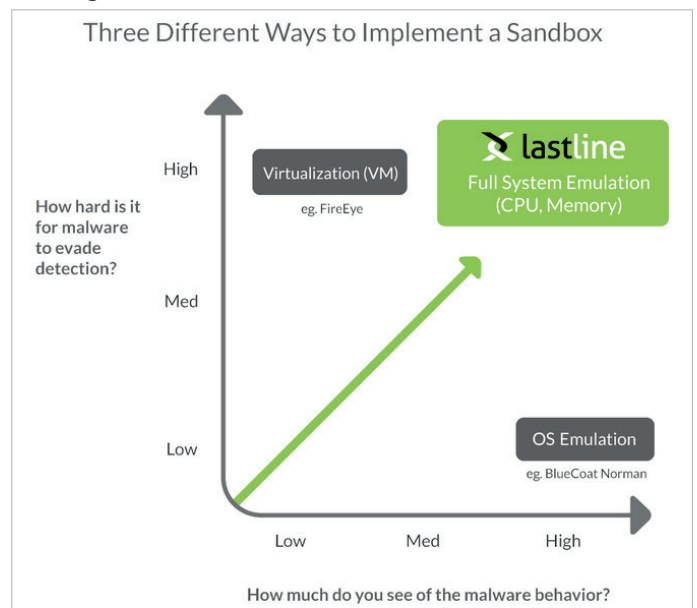 Three Different Ways to Implement a Sandbox
High
Med
Low
How hard is it
for malware
to evade
detection?
Virtualization (VM)
eg. FireEye
lastline
Full System Emulation
(CPU, Memory)
OS Emulation
eg. BlueCoat Norman
Low
Med
High
How much do you see of the malware behavior?